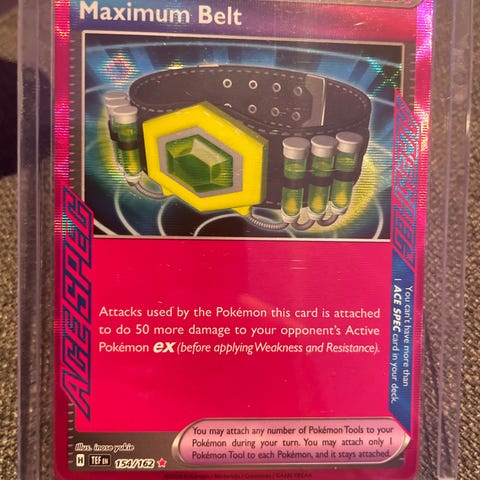 Maximum Belt
ACE SPEC
ACE SPEC
Attacks used by the Pokémon this card is attached
to do 50 more damage to your opponent's Active
Pokémon ex (before applying Weakness and Resistance).
You can't have more than
1 ACE SPEC card in your deck.
Illus. inose yukie
You may attach any number of Pokémon Tools to your
Pokémon during your turn. You may attach only 1
Pokémon Tool to each Pokémon, and it stays attached.
H TEF EN 154/162